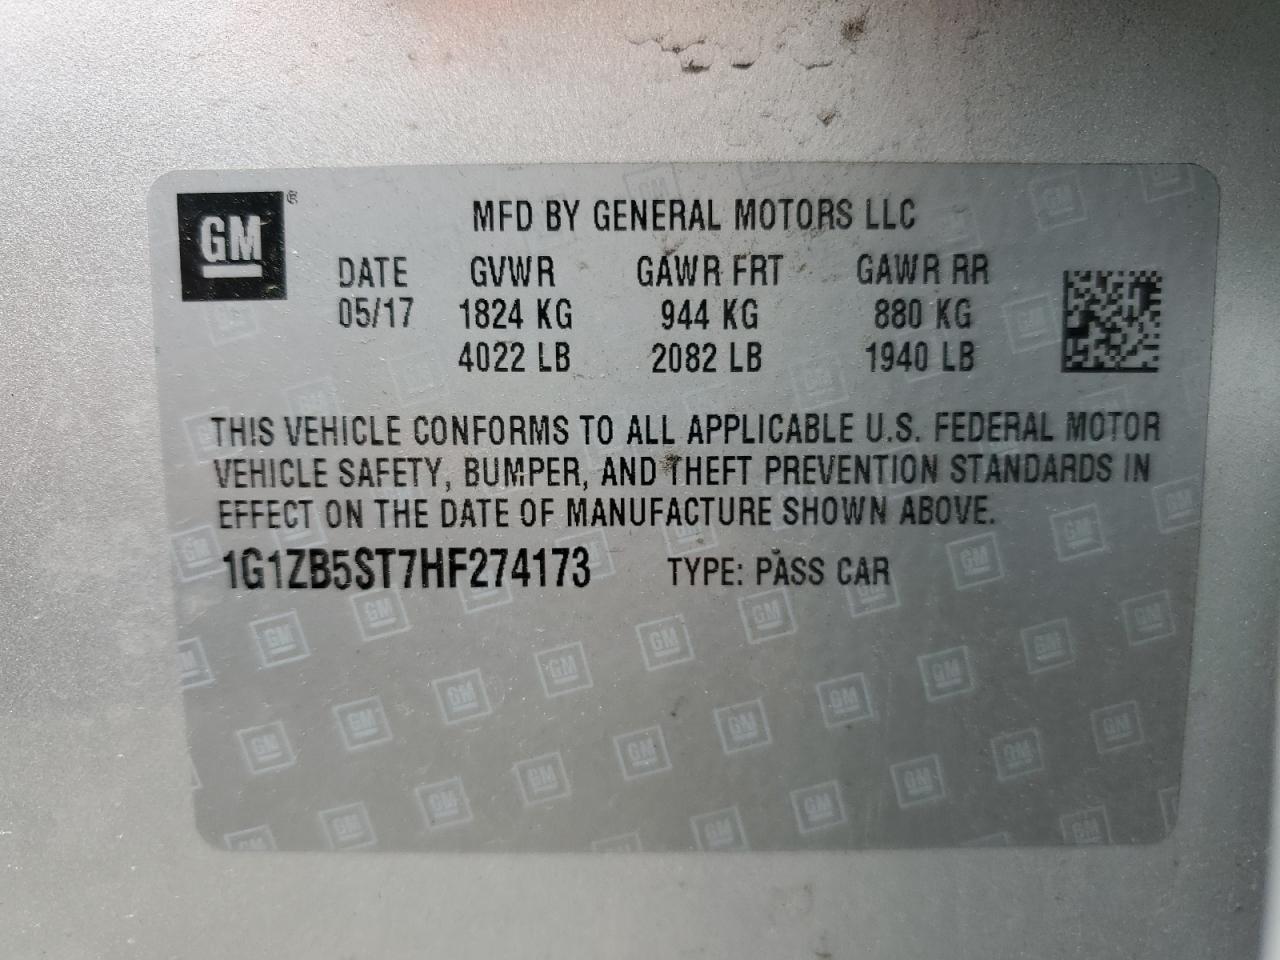 GM ®
MFD BY GENERAL MOTORS LLC
DATE GVWR GAWR FRT GAWR RR
05/17 1824 KG 944 KG 880 KG
4022 LB 2082 LB 1940 LB
THIS VEHICLE CONFORMS TO ALL APPLICABLE U.S. FEDERAL MOTOR
VEHICLE SAFETY, BUMPER, AND THEFT PREVENTION STANDARDS IN
EFFECT ON THE DATE OF MANUFACTURE SHOWN ABOVE.
1G1ZB5ST7HF274173 TYPE: PASS CAR